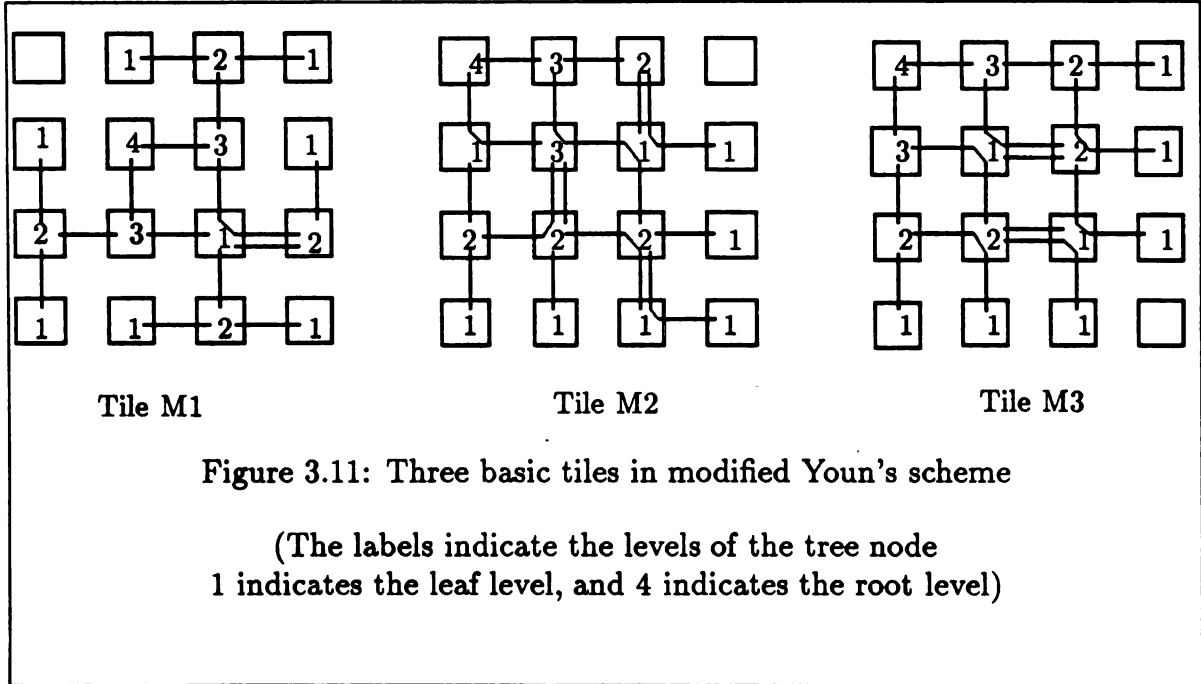 1 2 1 4 3 2 4 3 2 1
1 4 3 1 1 3 1 1 3 1 2 1
2 3 1 2 2 2 2 1 2 2 1 1
1 1 2 1 1 1 1 1 1 1 1
Tile M1 Tile M2 Tile M3
Figure 3.11: Three basic tiles in modified Youn's scheme
(The labels indicate the levels of the tree node
1 indicates the leaf level, and 4 indicates the root level)